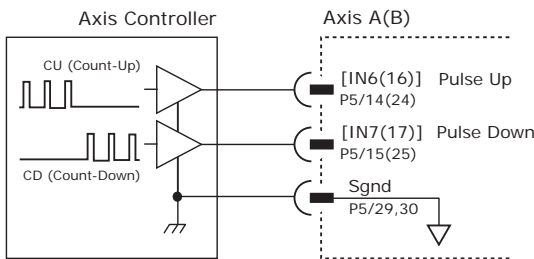 Axis Controller
Axis A(B)
CU (Count-Up)
[IN6(16)] Pulse Up
P5/14(24)
[IN7(17)] Pulse Down
P5/15(25)
CD (Count-Down)
Sgnd
P5/29,30